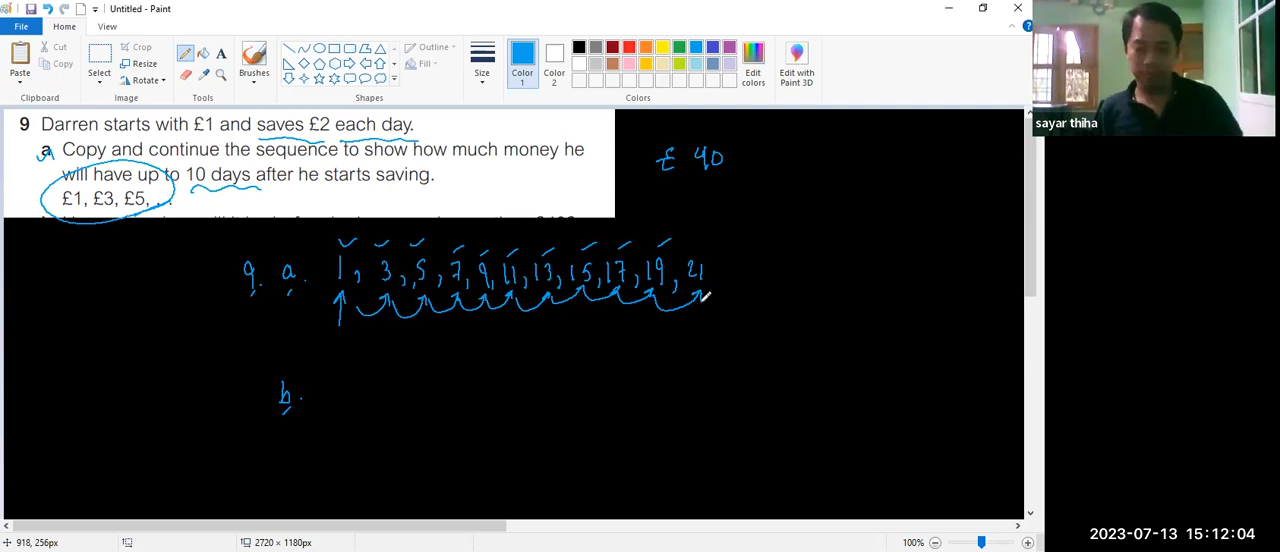 Untitled - Paint
File Home View
Paste Cut Copy Clipboard
Select Crop Resize Rotate Image
Tools
Brushes
Outline Fill Shapes
Size
Color 1 Color 2 Edit colors Colors
Edit with Paint 3D
9 Darren starts with £1 and saves £2 each day.
a Copy and continue the sequence to show how much money he
will have up to 10 days after he starts saving.
£1, £3, £5, ...
£ 90
9. a. 1, 3, 5, 7, 9, 11, 13, 15, 17, 19, 21
b.
sayar thiha
918, 256px
2720 × 1180px
100%
2023-07-13 15:12:04